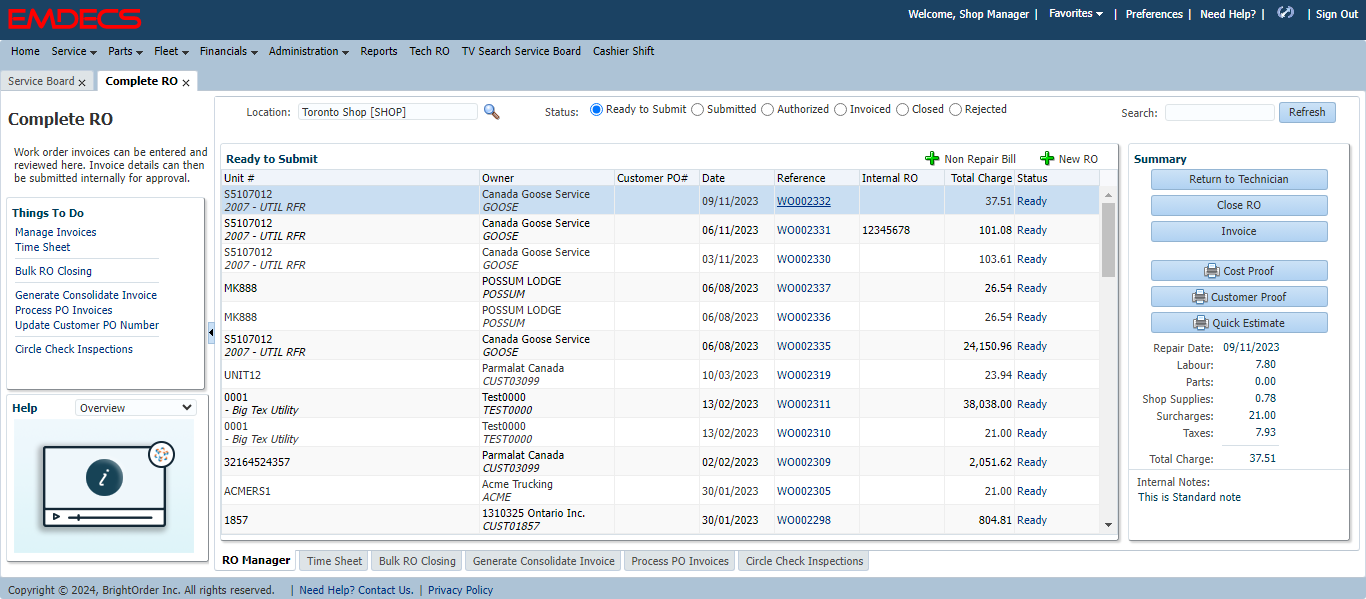 EMDECS
Welcome, Shop Manager | Favorites | Preferences | Need Help? | | Sign Out
Home Service Parts Fleet Financials Administration Reports Tech RO TV Search Service Board Cashier Shift
Service Board x Complete RO x
Complete RO
Work order invoices can be entered and
reviewed here. Invoice details can then
be submitted internally for approval.
Things To Do
Manage Invoices
Time Sheet
Bulk RO Closing
Generate Consolidate Invoice
Process PO Invoices
Update Customer PO Number
Circle Check Inspections
Help Overview
i
Location: Toronto Shop [SHOP] Status: Ready to Submit Submitted Authorized Invoiced Closed Rejected Search: Refresh
Ready to Submit Non Repair Bill New RO
Unit # Owner Customer PO# Date Reference Internal RO Total Charge Status
S5107012 Canada Goose Service
2007 - UTIL RFR GOOSE 09/11/2023 WO002332 37.51 Ready
S5107012 Canada Goose Service
2007 - UTIL RFR GOOSE 06/11/2023 WO002331 12345678 101.08 Ready
S5107012 Canada Goose Service
2007 - UTIL RFR GOOSE 03/11/2023 WO002330 103.61 Ready
MK888 POSSUM LODGE
POSSUM 06/08/2023 WO002337 26.54 Ready
MK888 POSSUM LODGE
POSSUM 06/08/2023 WO002336 26.54 Ready
S5107012 Canada Goose Service
2007 - UTIL RFR GOOSE 06/08/2023 WO002335 24,150.96 Ready
UNIT12 Parmalat Canada
CUST03099 10/03/2023 WO002319 23.94 Ready
0001 Test0000
- Big Tex Utility TEST0000 13/02/2023 WO002311 38,038.00 Ready
0001 Test0000
- Big Tex Utility TEST0000 13/02/2023 WO002310 21.00 Ready
32164524357 Parmalat Canada
CUST03099 02/02/2023 WO002309 2,051.62 Ready
ACMERS1 Acme Trucking
ACME 30/01/2023 WO002305 21.00 Ready
1857 1310325 Ontario Inc.
CUST01857 30/01/2023 WO002298 804.81 Ready
Summary
Return to Technician
Close RO
Invoice
Cost Proof
Customer Proof
Quick Estimate
Repair Date: 09/11/2023
Labour: 7.80
Parts: 0.00
Shop Supplies: 0.78
Surcharges: 21.00
Taxes: 7.93
Total Charge: 37.51
Internal Notes:
This is Standard note
RO Manager Time Sheet Bulk RO Closing Generate Consolidate Invoice Process PO Invoices Circle Check Inspections
Copyright © 2024, BrightOrder Inc. All rights reserved. | Need Help? Contact Us. | Privacy Policy